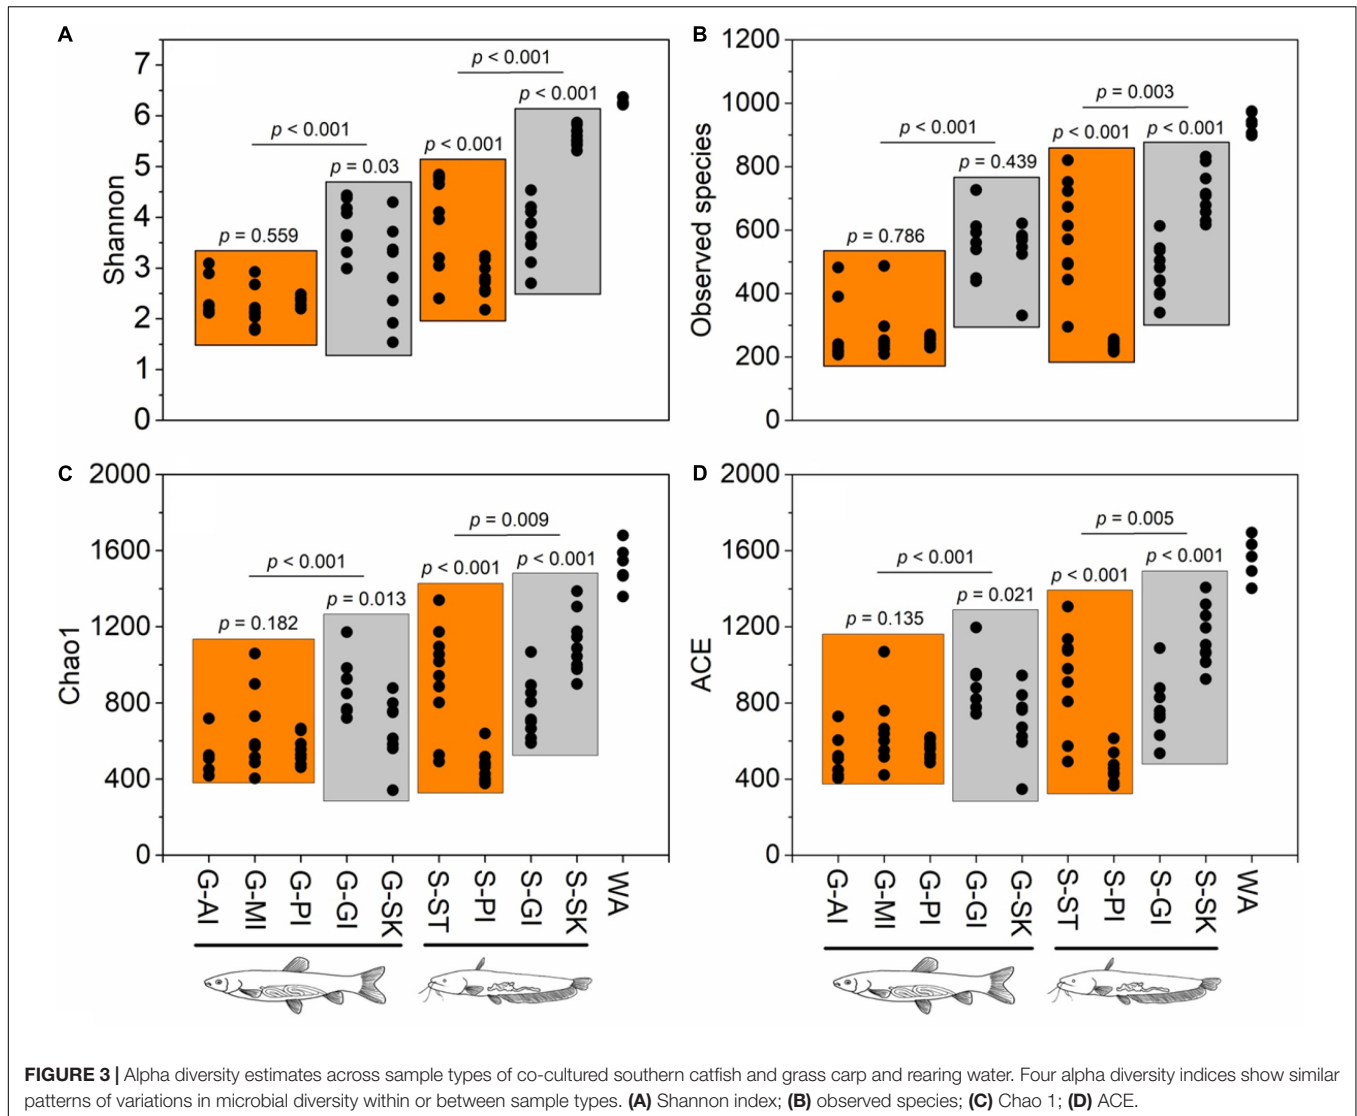 A
B
7
6
5
4
3
2
1
0
Shannon
p = 0.559
p < 0.001
p = 0.03
p < 0.001
p < 0.001
p < 0.001
1200
1000
800
600
400
200
0
Observed species
p = 0.786
p < 0.001
p = 0.439
p < 0.001
p = 0.003
p < 0.001
C
D
2000
1600
1200
800
400
0
Chao1
p = 0.182
p < 0.001
p = 0.013
p < 0.001
p = 0.009
p < 0.001
G-AI
G-MI
G-PI
G-GI
G-SK
S-ST
S-PI
S-GI
S-SK
WA
2000
1600
1200
800
400
0
ACE
p = 0.135
p < 0.001
p = 0.021
p < 0.001
p = 0.005
p < 0.001
G-AI
G-MI
G-PI
G-GI
G-SK
S-ST
S-PI
S-GI
S-SK
WA
FIGURE 3 | Alpha diversity estimates across sample types of co-cultured southern catfish and grass carp and rearing water. Four alpha diversity indices show similar
patterns of variations in microbial diversity within or between sample types. (A) Shannon index; (B) observed species; (C) Chao 1; (D) ACE.